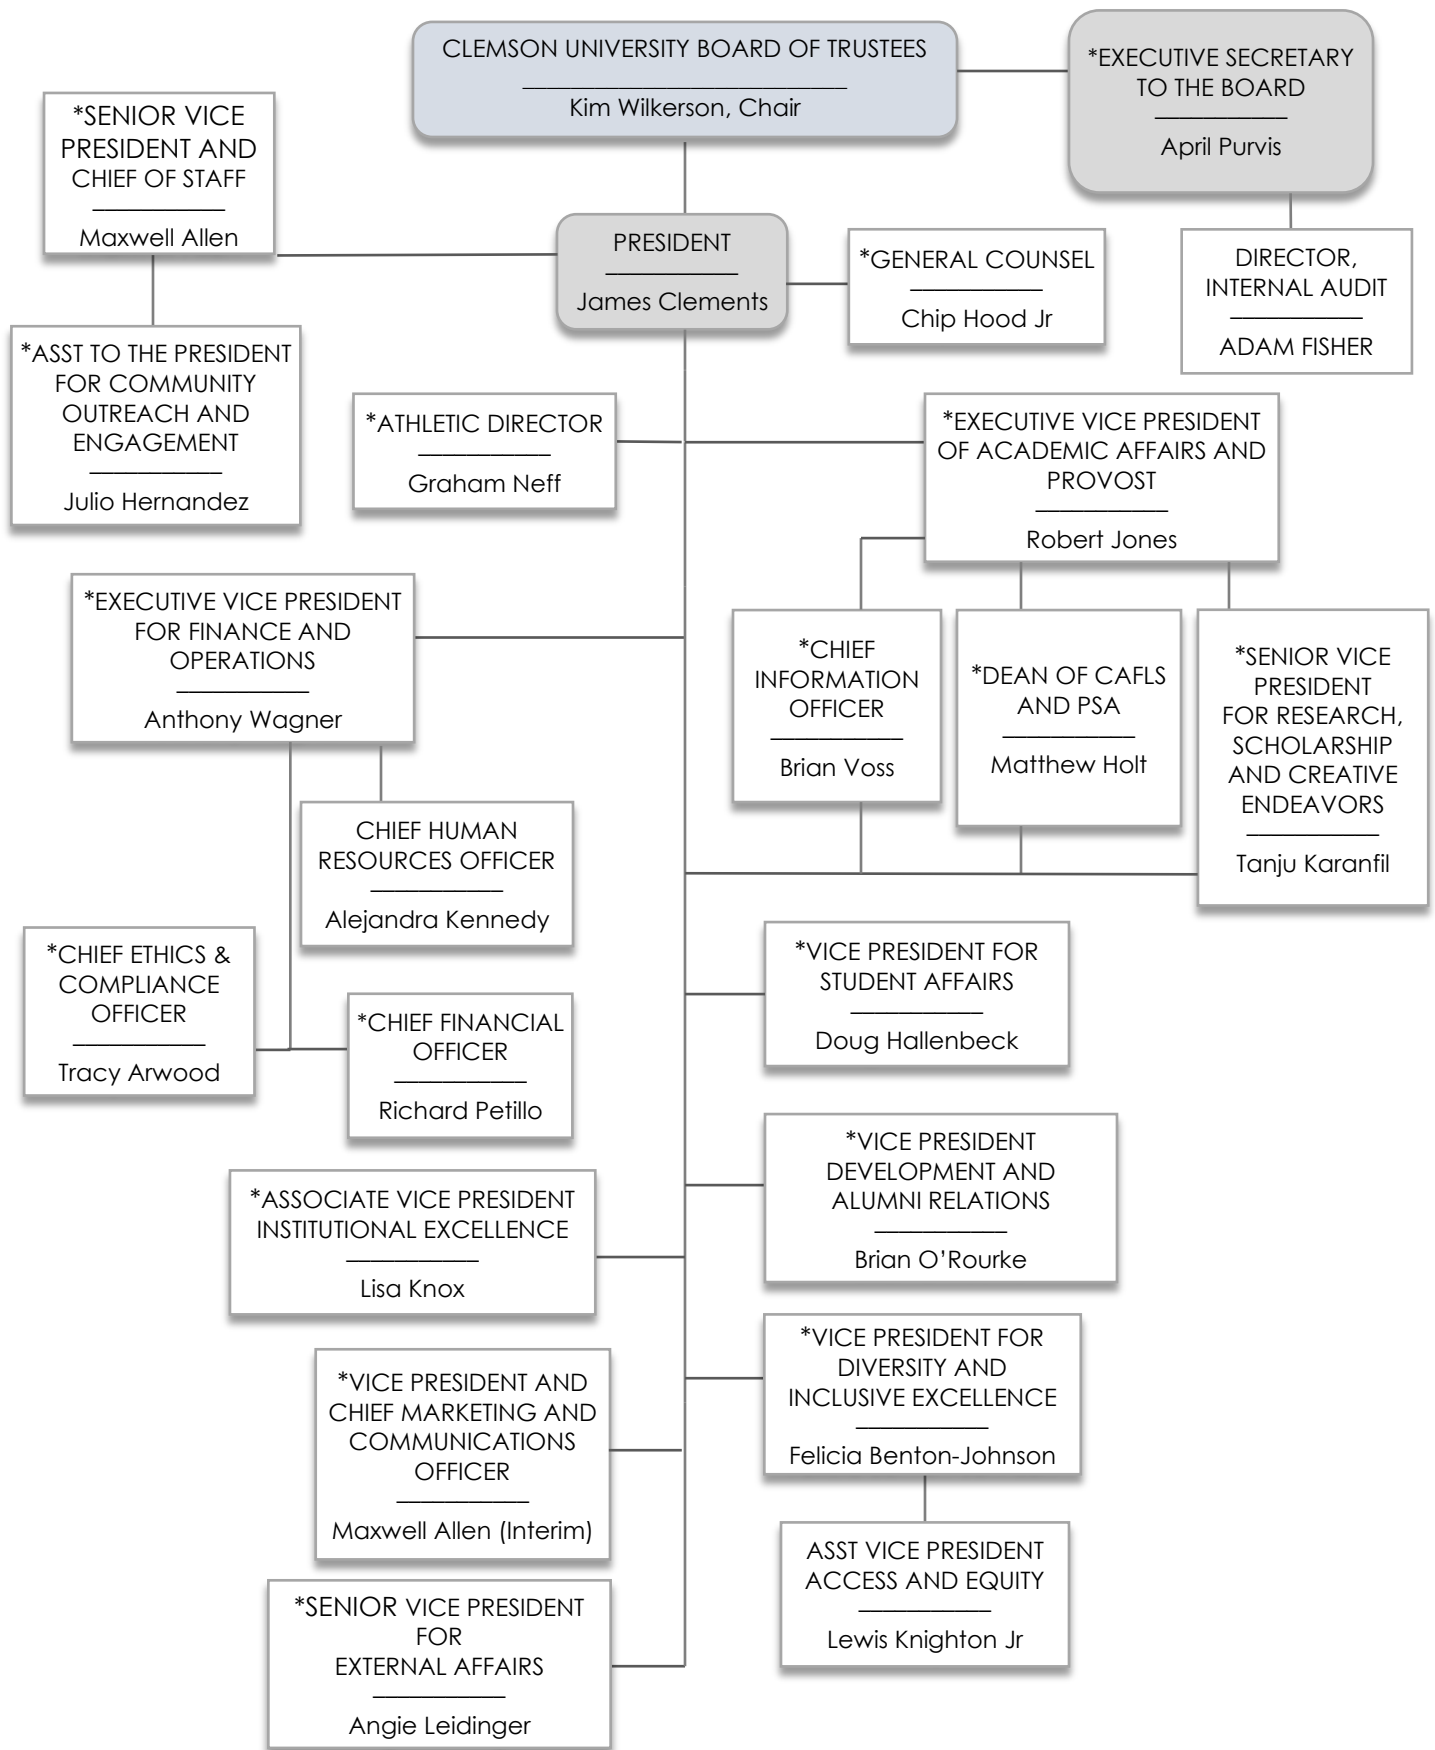 CLEMSON UNIVERSITY BOARD OF TRUSTEES
Kim Wilkerson, Chair
*EXECUTIVE SECRETARY
TO THE BOARD
April Purvis
*SENIOR VICE
PRESIDENT AND
CHIEF OF STAFF
Maxwell Allen
PRESIDENT
James Clements
*GENERAL COUNSEL
Chip Hood Jr
DIRECTOR,
INTERNAL AUDIT
ADAM FISHER
*ASST TO THE PRESIDENT
FOR COMMUNITY
OUTREACH AND
ENGAGEMENT
Julio Hernandez
*ATHLETIC DIRECTOR
Graham Neff
*EXECUTIVE VICE PRESIDENT
OF ACADEMIC AFFAIRS AND
PROVOST
Robert Jones
*EXECUTIVE VICE PRESIDENT
FOR FINANCE AND
OPERATIONS
Anthony Wagner
*CHIEF
INFORMATION
OFFICER
Brian Voss
*DEAN OF CAFLS
AND PSA
Matthew Holt
*SENIOR VICE
PRESIDENT
FOR RESEARCH,
SCHOLARSHIP
AND CREATIVE
ENDEAVORS
Tanju Karanfil
CHIEF HUMAN
RESOURCES OFFICER
Alejandra Kennedy
*CHIEF ETHICS &
COMPLIANCE
OFFICER
Tracy Arwood
*CHIEF FINANCIAL
OFFICER
Richard Petillo
*VICE PRESIDENT FOR
STUDENT AFFAIRS
Doug Hallenbeck
*VICE PRESIDENT
DEVELOPMENT AND
ALUMNI RELATIONS
Brian O’Rourke
*ASSOCIATE VICE PRESIDENT
INSTITUTIONAL EXCELLENCE
Lisa Knox
*VICE PRESIDENT FOR
DIVERSITY AND
INCLUSIVE EXCELLENCE
Felicia Benton-Johnson
*VICE PRESIDENT AND
CHIEF MARKETING AND
COMMUNICATIONS
OFFICER
Maxwell Allen (Interim)
ASST VICE PRESIDENT
ACCESS AND EQUITY
Lewis Knighton Jr
*SENIOR VICE PRESIDENT
FOR
EXTERNAL AFFAIRS
Angie Leidinger